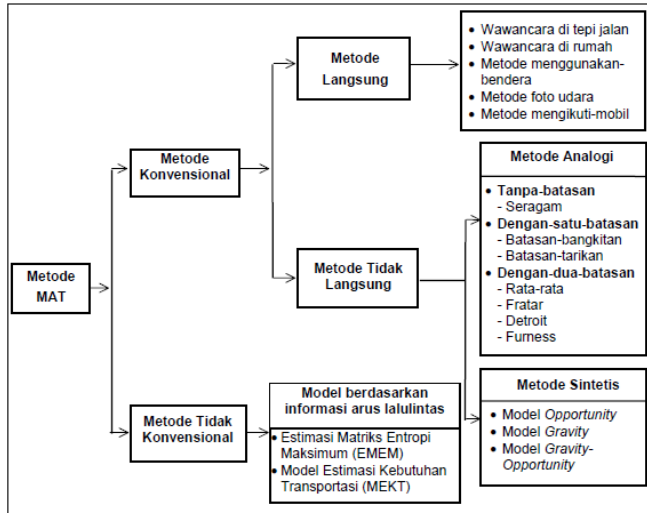 Metode
MAT
Metode
Konvensional
Metode
Langsung
• Wawancara di tepi jalan
• Wawancara di rumah
• Metode menggunakan-
bendera
• Metode foto udara
• Metode mengikuti-mobil
Metode Tidak
Langsung
Metode Analogi
• Tanpa-batasan
- Seragam
• Dengan-satu-batasan
- Batasan-bangkitan
- Batasan-tarikan
• Dengan-dua-batasan
- Rata-rata
- Fratar
- Detroit
- Furness
Metode Sintetis
• Model Opportunity
• Model Gravity
• Model Gravity-
Opportunity
Metode Tidak
Konvensional
Model berdasarkan
informasi arus lalulintas
• Estimasi Matriks Entropi
Maksimum (EMEM)
• Model Estimasi Kebutuhan
Transportasi (MEKT)